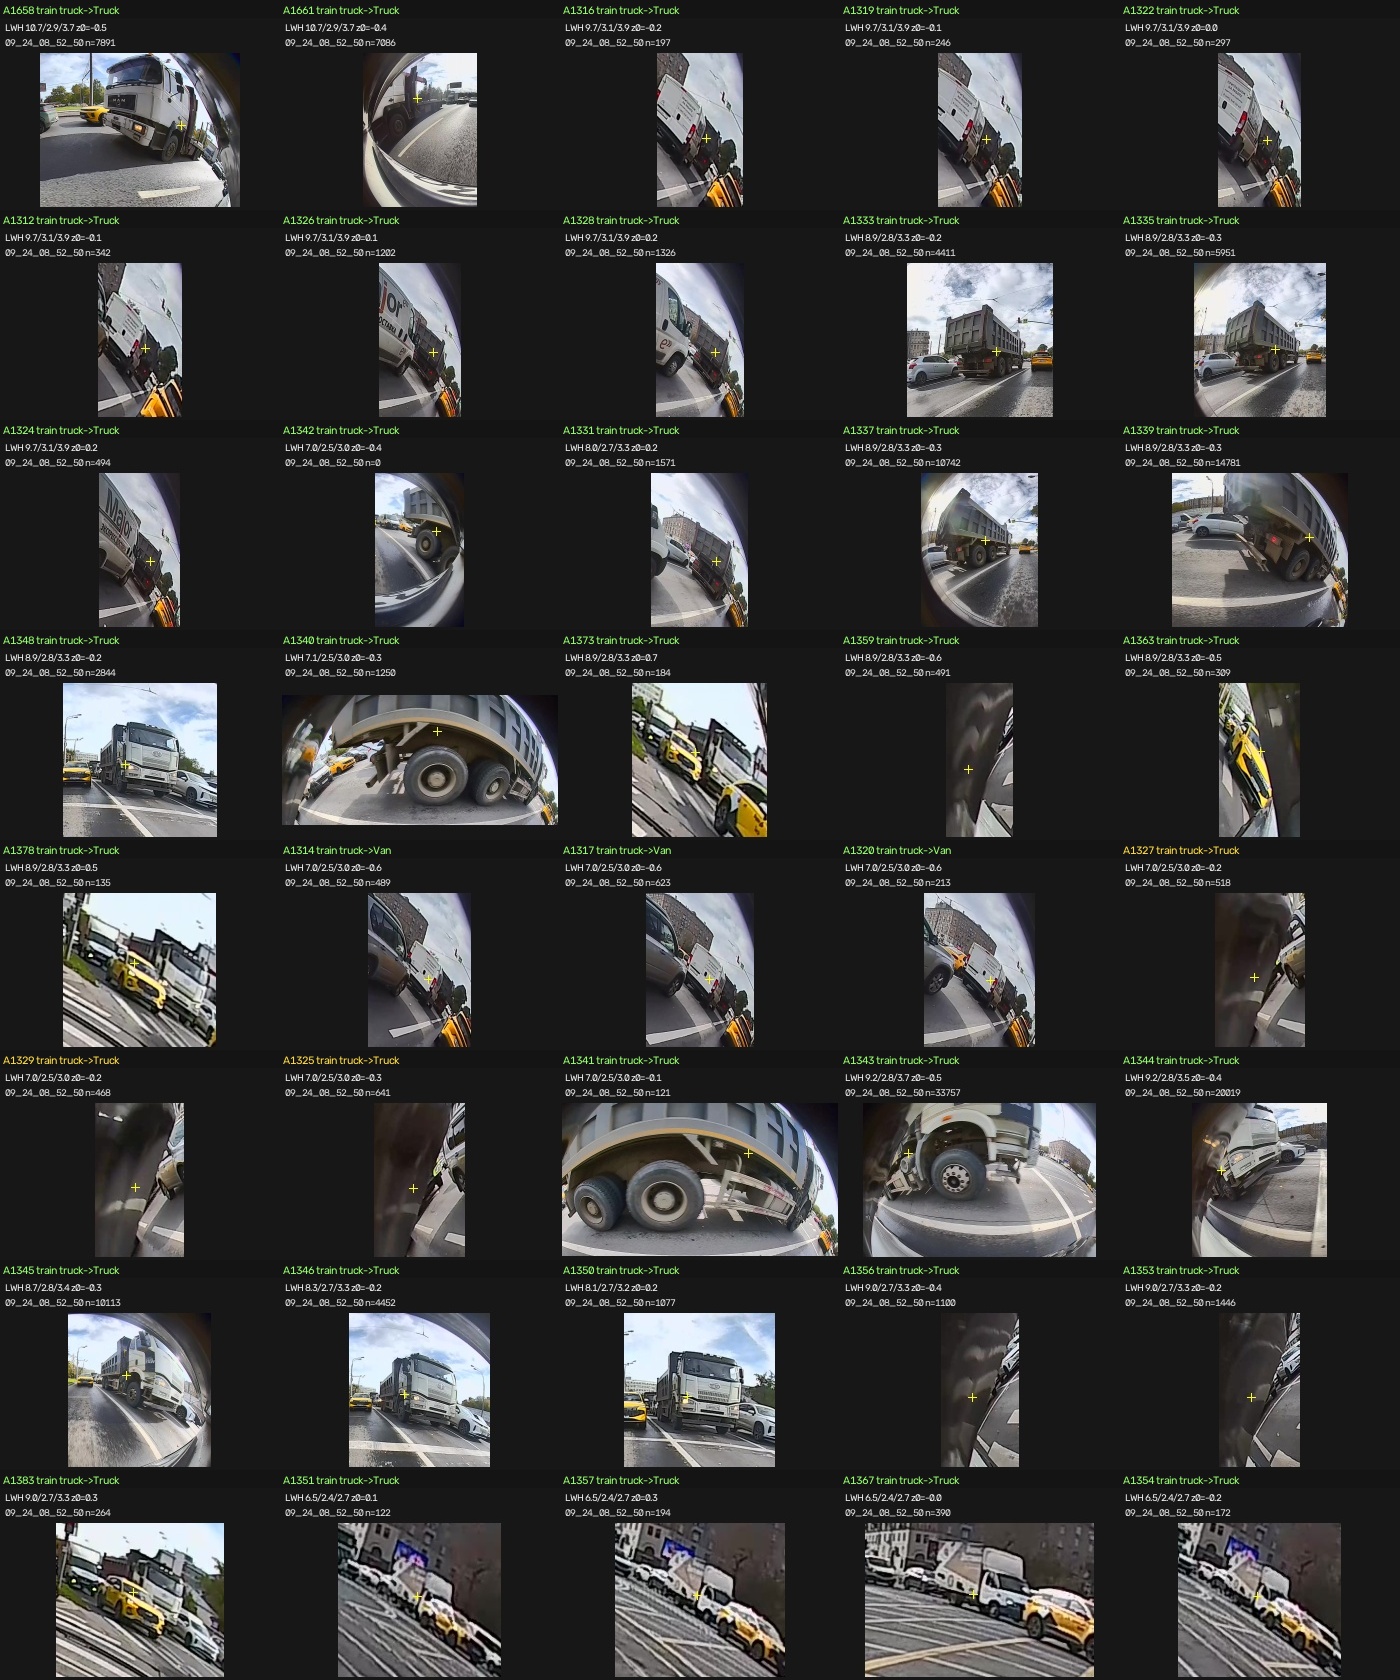 A1658 train truck->Truck
LWH 10.7/2.9/3.7 z0=-0.5
09_24_08_52_50 n=7891
MAN
A1661 train truck->Truck
LWH 10.7/2.9/3.7 z0=-0.4
09_24_08_52_50 n=7086
A1316 train truck->Truck
LWH 9.7/3.1/3.9 z0=-0.2
09_24_08_52_50 n=197
A1319 train truck->Truck
LWH 9.7/3.1/3.9 z0=-0.1
09_24_08_52_50 n=246
A1322 train truck->Truck
LWH 9.7/3.1/3.9 z0=0.0
09_24_08_52_50 n=297
A1312 train truck->Truck
LWH 9.7/3.1/3.9 z0=-0.1
09_24_08_52_50 n=342
A1326 train truck->Truck
LWH 9.7/3.1/3.9 z0=0.1
09_24_08_52_50 n=1202
jor
A1328 train truck->Truck
LWH 9.7/3.1/3.9 z0=0.2
09_24_08_52_50 n=1326
A1333 train truck->Truck
LWH 8.9/2.8/3.3 z0=-0.2
09_24_08_52_50 n=4411
A1335 train truck->Truck
LWH 8.9/2.8/3.3 z0=-0.3
09_24_08_52_50 n=5951
A1324 train truck->Truck
LWH 9.7/3.1/3.9 z0=0.2
09_24_08_52_50 n=494
Major
A1342 train truck->Truck
LWH 7.0/2.5/3.0 z0=-0.4
09_24_08_52_50 n=0
A1331 train truck->Truck
LWH 8.0/2.7/3.3 z0=0.2
09_24_08_52_50 n=1571
A1337 train truck->Truck
LWH 8.9/2.8/3.3 z0=-0.3
09_24_08_52_50 n=10742
A1339 train truck->Truck
LWH 8.9/2.8/3.3 z0=-0.3
09_24_08_52_50 n=14781
A1348 train truck->Truck
LWH 8.9/2.8/3.3 z0=-0.2
09_24_08_52_50 n=2844
A1340 train truck->Truck
LWH 7.1/2.5/3.0 z0=-0.3
09_24_08_52_50 n=1250
A1373 train truck->Truck
LWH 8.9/2.8/3.3 z0=0.7
09_24_08_52_50 n=184
A1359 train truck->Truck
LWH 8.9/2.8/3.3 z0=-0.6
09_24_08_52_50 n=491
A1363 train truck->Truck
LWH 8.9/2.8/3.3 z0=-0.5
09_24_08_52_50 n=309
A1378 train truck->Truck
LWH 8.9/2.8/3.3 z0=0.5
09_24_08_52_50 n=135
A1314 train truck->Van
LWH 7.0/2.5/3.0 z0=-0.6
09_24_08_52_50 n=489
A1317 train truck->Van
LWH 7.0/2.5/3.0 z0=-0.6
09_24_08_52_50 n=623
A1320 train truck->Van
LWH 7.0/2.5/3.0 z0=-0.6
09_24_08_52_50 n=213
A1327 train truck->Truck
LWH 7.0/2.5/3.0 z0=-0.2
09_24_08_52_50 n=518
A1329 train truck->Truck
LWH 7.0/2.5/3.0 z0=-0.2
09_24_08_52_50 n=468
A1325 train truck->Truck
LWH 7.0/2.5/3.0 z0=-0.3
09_24_08_52_50 n=641
A1341 train truck->Truck
LWH 7.0/2.5/3.0 z0=-0.1
09_24_08_52_50 n=121
A1343 train truck->Truck
LWH 9.2/2.8/3.7 z0=-0.5
09_24_08_52_50 n=33757
A1344 train truck->Truck
LWH 9.2/2.8/3.5 z0=-0.4
09_24_08_52_50 n=20019
A1345 train truck->Truck
LWH 8.7/2.8/3.4 z0=-0.3
09_24_08_52_50 n=10113
A1346 train truck->Truck
LWH 8.3/2.7/3.3 z0=-0.2
09_24_08_52_50 n=4452
A1350 train truck->Truck
LWH 8.1/2.7/3.2 z0=0.2
09_24_08_52_50 n=1077
A1356 train truck->Truck
LWH 9.0/2.7/3.3 z0=-0.4
09_24_08_52_50 n=1100
A1353 train truck->Truck
LWH 9.0/2.7/3.3 z0=-0.2
09_24_08_52_50 n=1446
A1383 train truck->Truck
LWH 9.0/2.7/3.3 z0=0.3
09_24_08_52_50 n=264
A1351 train truck->Truck
LWH 6.5/2.4/2.7 z0=0.1
09_24_08_52_50 n=122
A1357 train truck->Truck
LWH 6.5/2.4/2.7 z0=0.3
09_24_08_52_50 n=194
A1367 train truck->Truck
LWH 6.5/2.4/2.7 z0=-0.0
09_24_08_52_50 n=390
A1354 train truck->Truck
LWH 6.5/2.4/2.7 z0=-0.2
09_24_08_52_50 n=172